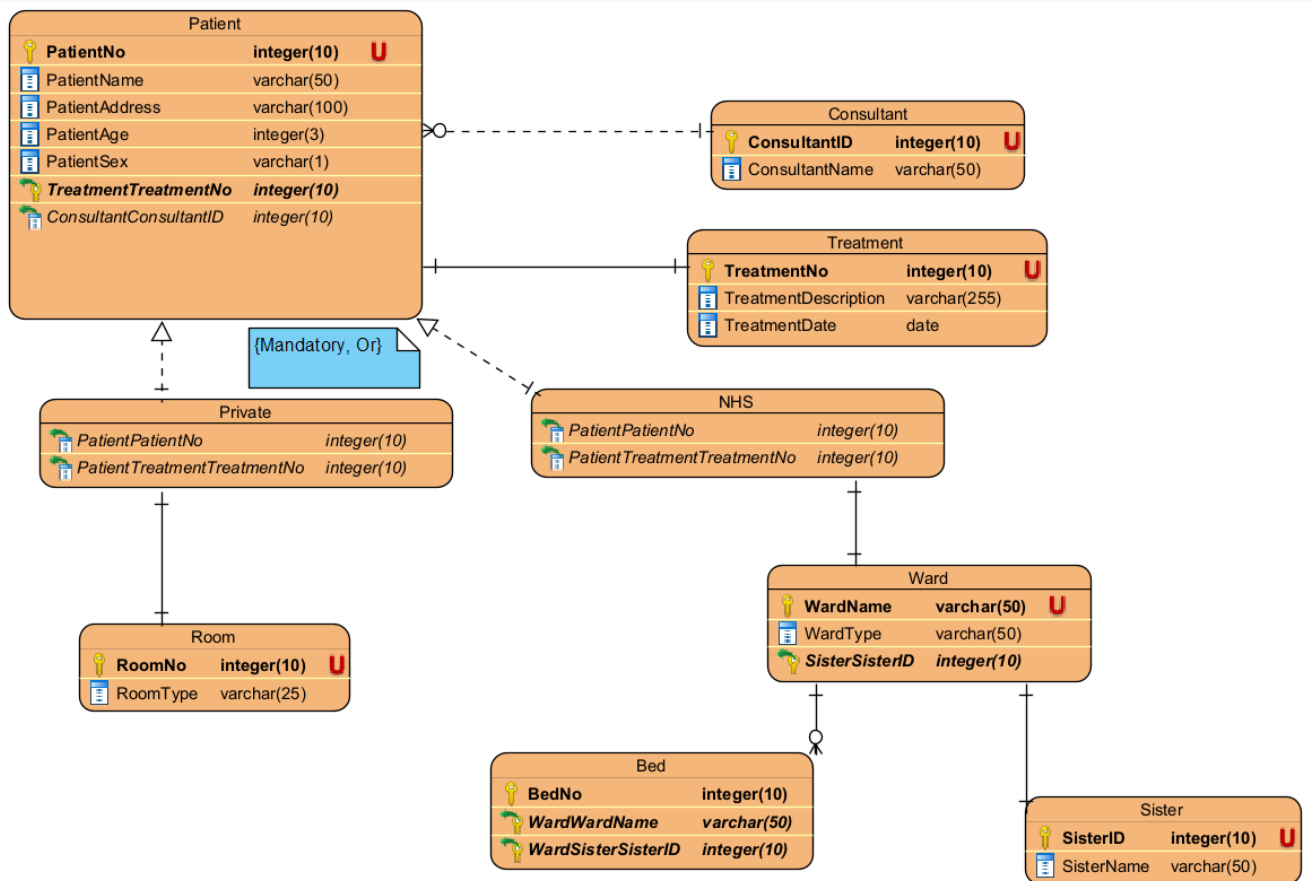 Patient
PatientNo integer(10) U
PatientName varchar(50)
PatientAddress varchar(100)
PatientAge integer(3)
PatientSex varchar(1)
TreatmentTreatmentNo integer(10)
ConsultantConsultantID integer(10)
Consultant
ConsultantID integer(10) U
ConsultantName varchar(50)
Treatment
TreatmentNo integer(10) U
TreatmentDescription varchar(255)
TreatmentDate date
{Mandatory, Or}
Private
PatientPatientNo integer(10)
PatientTreatmentTreatmentNo integer(10)
NHS
PatientPatientNo integer(10)
PatientTreatmentTreatmentNo integer(10)
Room
RoomNo integer(10) U
RoomType varchar(25)
Ward
WardName varchar(50) U
WardType varchar(50)
SisterSisterID integer(10)
Bed
BedNo integer(10)
WardWardName varchar(50)
WardSisterSisterID integer(10)
Sister
SisterID integer(10) U
SisterName varchar(50)